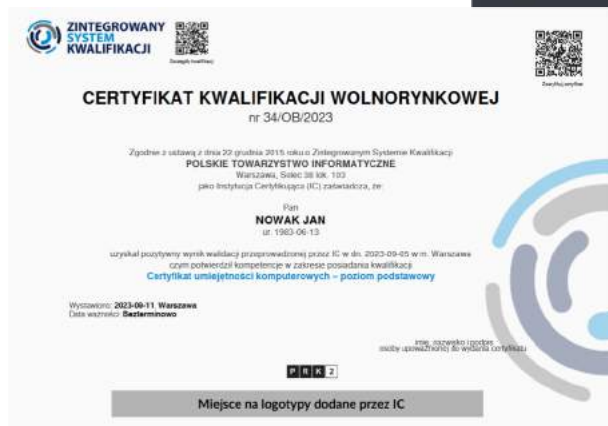 ZINTEGROWANY
SYSTEM
KWALIFIKACJI
CERTYFIKAT KWALIFIKACJI WOLNORYNKOWEJ
nr 34/OB/2023
Zgodnie z ustawą z dnia 22 grudnia 2015 roku o Zintegrowanym Systemie Kwalifikacji
POLSKIE TOWARZYSTWO INFORMATYCZNE
Warszawa, Solec 38 lok. 103
jako Instytucja Certyfikująca (IC) zaświadcza, że:
Pan
NOWAK JAN
ur. 1983-06-13
uzyskał pozytywny wynik walidacji przeprowadzonej przez IC w dn. 2023-09-05 w m. Warszawa
czym potwierdził kompetencje w zakresie posiadania kwalifikacji
Certyfikat umiejętności komputerowych – poziom podstawowy
Wystawiono: 2023-09-11, Warszawa
Data ważności: Bezterminowo
imię, nazwisko i podpis
osoby upoważnionej do wydania certyfikatu
PRK 2
Miejsce na logotypy dodane przez IC